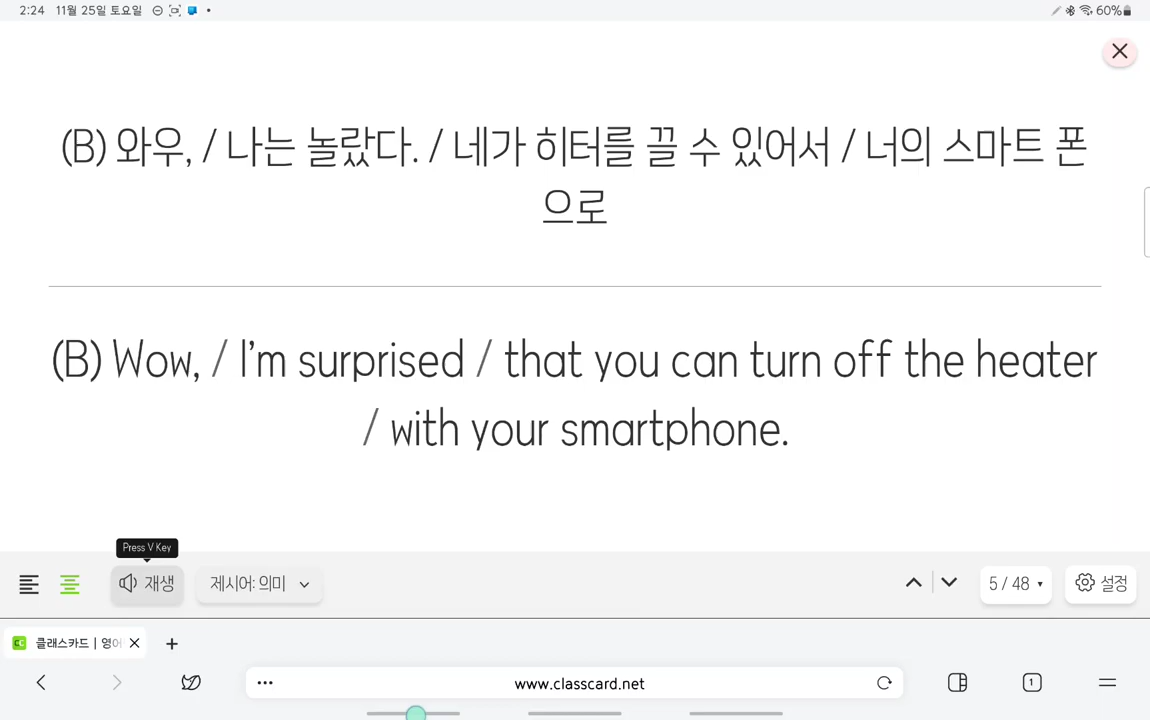 2:24 11월 25일 토요일
60%
(B) 와우, / 나는 놀랐다. / 네가 히터를 끌 수 있어서 / 너의 스마트 폰
으로
(B) Wow, / I'm surprised / that you can turn off the heater
/ with your smartphone.
Press V Key
재생 제시어: 의미 5 / 48 설정
클래스카드 | 영어
www.classcard.net
1